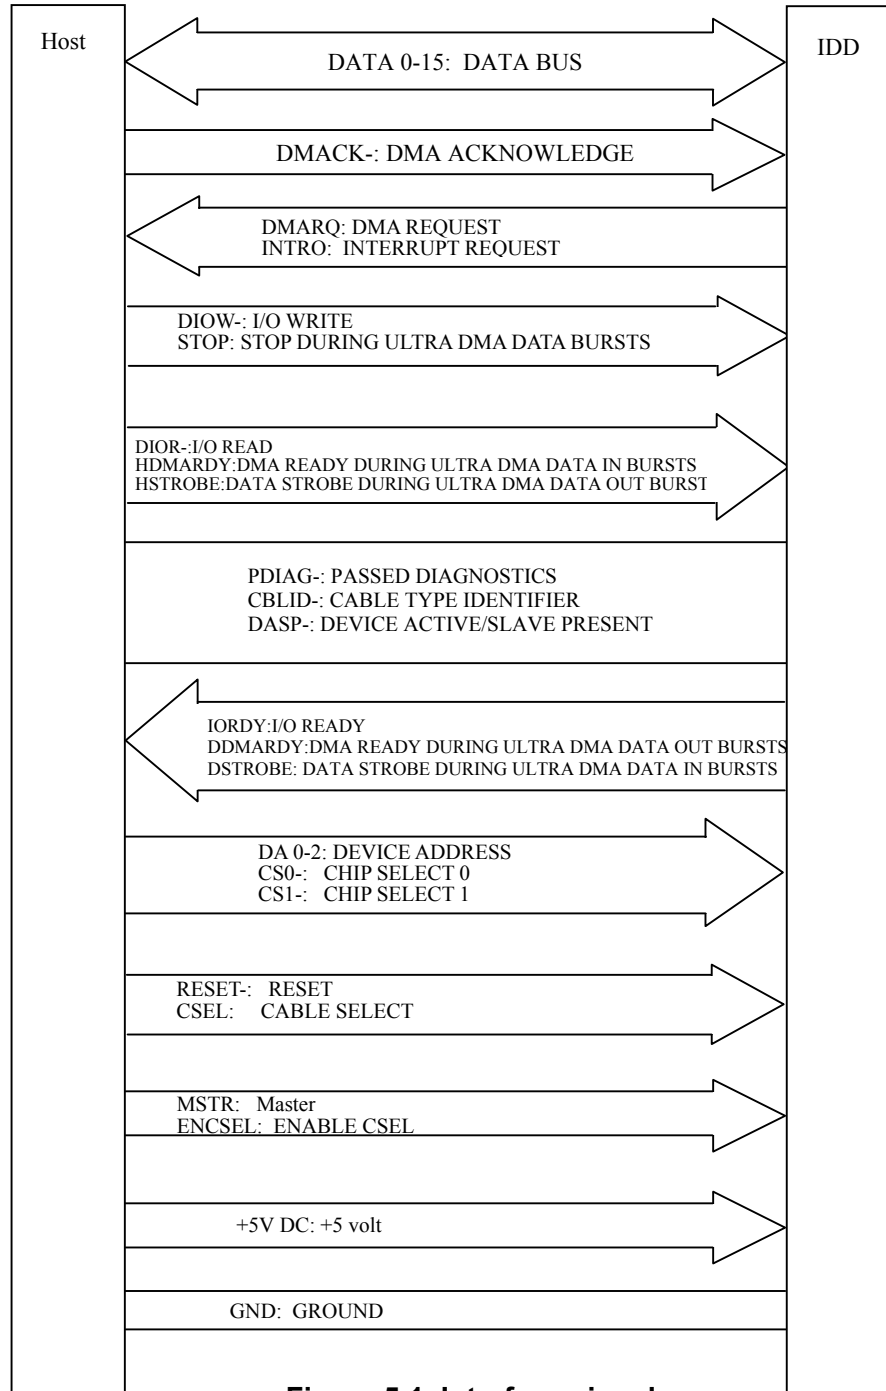 Host
IDD
DATA 0-15: DATA BUS
DMACK-: DMA ACKNOWLEDGE
DMARQ: DMA REQUEST
INTRO: INTERRUPT REQUEST
DIOW-: I/O WRITE
STOP: STOP DURING ULTRA DMA DATA BURSTS
DIOR-:I/O READ
HDMARDY:DMA READY DURING ULTRA DMA DATA IN BURSTS
HSTROBE:DATA STROBE DURING ULTRA DMA DATA OUT BURST
PDIAG-: PASSED DIAGNOSTICS
CBLID-: CABLE TYPE IDENTIFIER
DASP-: DEVICE ACTIVE/SLAVE PRESENT
IORDY:I/O READY
DDMARDY:DMA READY DURING ULTRA DMA DATA OUT BURSTS
DSTROBE: DATA STROBE DURING ULTRA DMA DATA IN BURSTS
DA 0-2: DEVICE ADDRESS
CS0-: CHIP SELECT 0
CS1-: CHIP SELECT 1
RESET-: RESET
CSEL: CABLE SELECT
MSTR: Master
ENCSEL: ENABLE CSEL
+5V DC: +5 volt
GND: GROUND